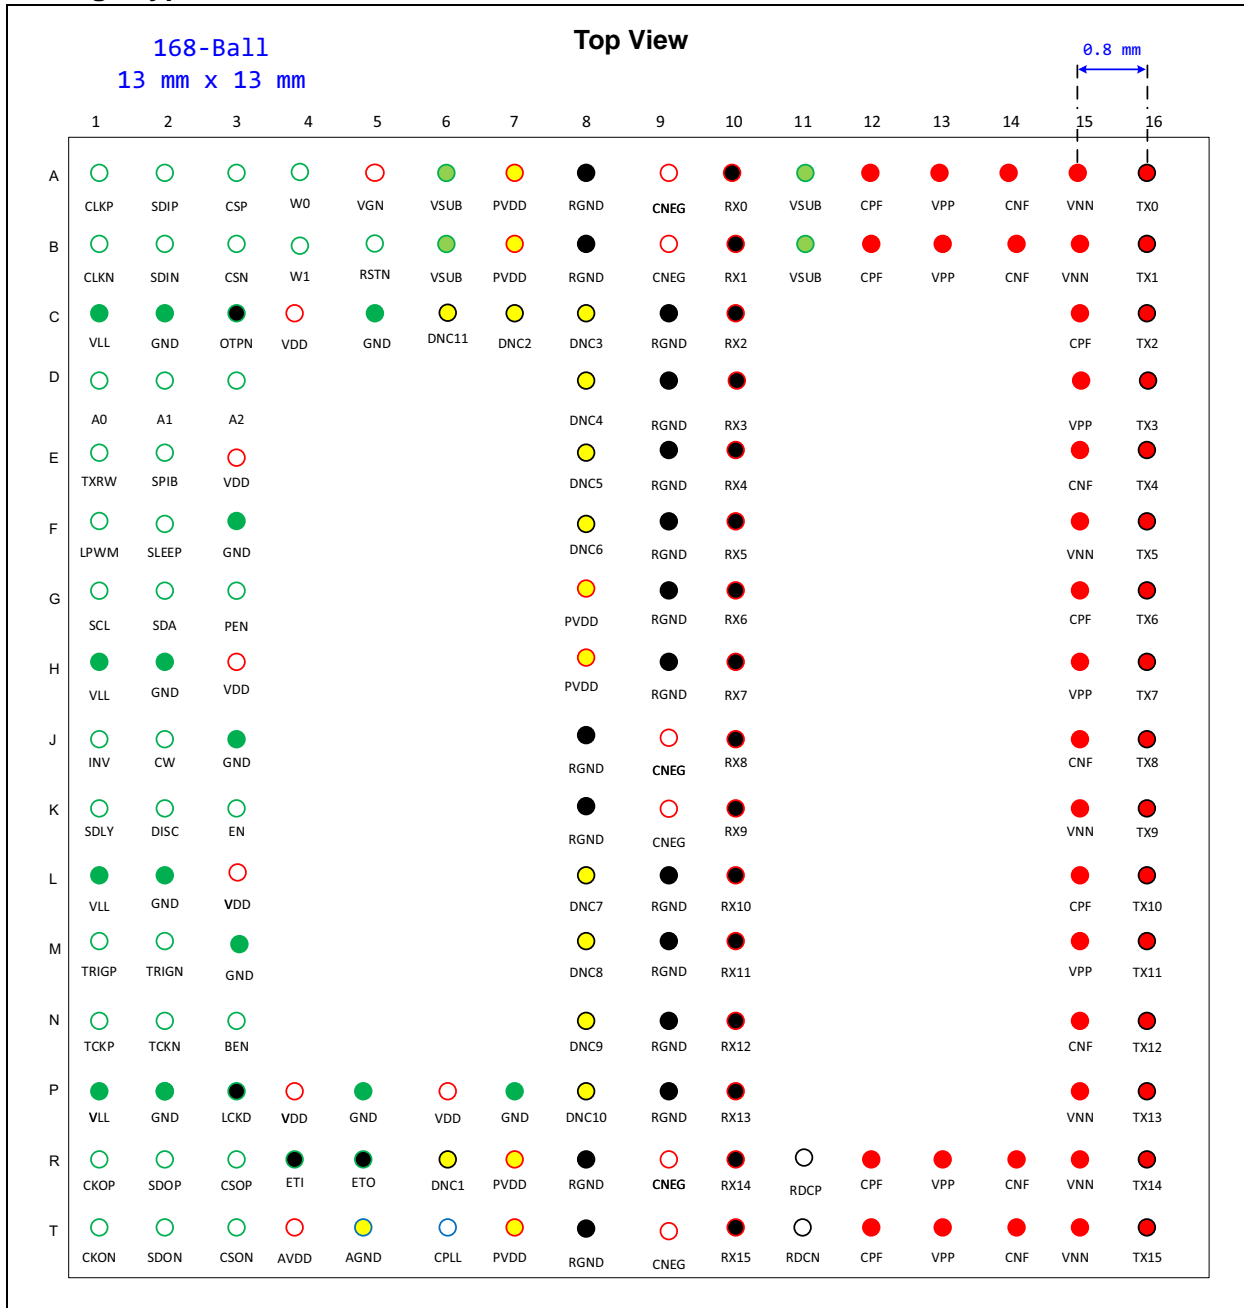 168-Ball
13 mm x 13 mm
Top View
0.8 mm
1 2 3 4 5 6 7 8 9 10 11 12 13 14 15 16
A
CLKP SDIP CSP W0 VGN VSUB PVDD RGND CNEG RX0 VSUB CPF VPP CNF VNN TX0
B
CLKN SDIN CSN W1 RSTN VSUB PVDD RGND CNEG RX1 VSUB CPF VPP CNF VNN TX1
C
VLL GND OTPN VDD GND DNC11 DNC2 DNC3 RGND RX2 CPF TX2
D
A0 A1 A2 DNC4 RGND RX3 VPP TX3
E
TXRW SPIB VDD DNC5 RGND RX4 CNF TX4
F
LPWM SLEEP GND DNC6 RGND RX5 VNN TX5
G
SCL SDA PEN PVDD RGND RX6 CPF TX6
H
VLL GND VDD PVDD RGND RX7 VPP TX7
J
INV CW GND RGND CNEG RX8 CNF TX8
K
SDLY DISC EN RGND CNEG RX9 VNN TX9
L
VLL GND VDD DNC7 RGND RX10 CPF TX10
M
TRIGP TRIGN GND DNC8 RGND RX11 VPP TX11
N
TCKP TCKN BEN DNC9 RGND RX12 CNF TX12
P
VLL GND LCKD VDD GND VDD GND DNC10 RGND RX13 VNN TX13
R
CKOP SDOP CSOP ETI ETO DNC1 PVDD RGND CNEG RX14 RDCP CPF VPP CNF VNN TX14
T
CKON SDON CSON AVDD AGND CPLL PVDD RGND CNEG RX15 RDCN CPF VPP CNF VNN TX15